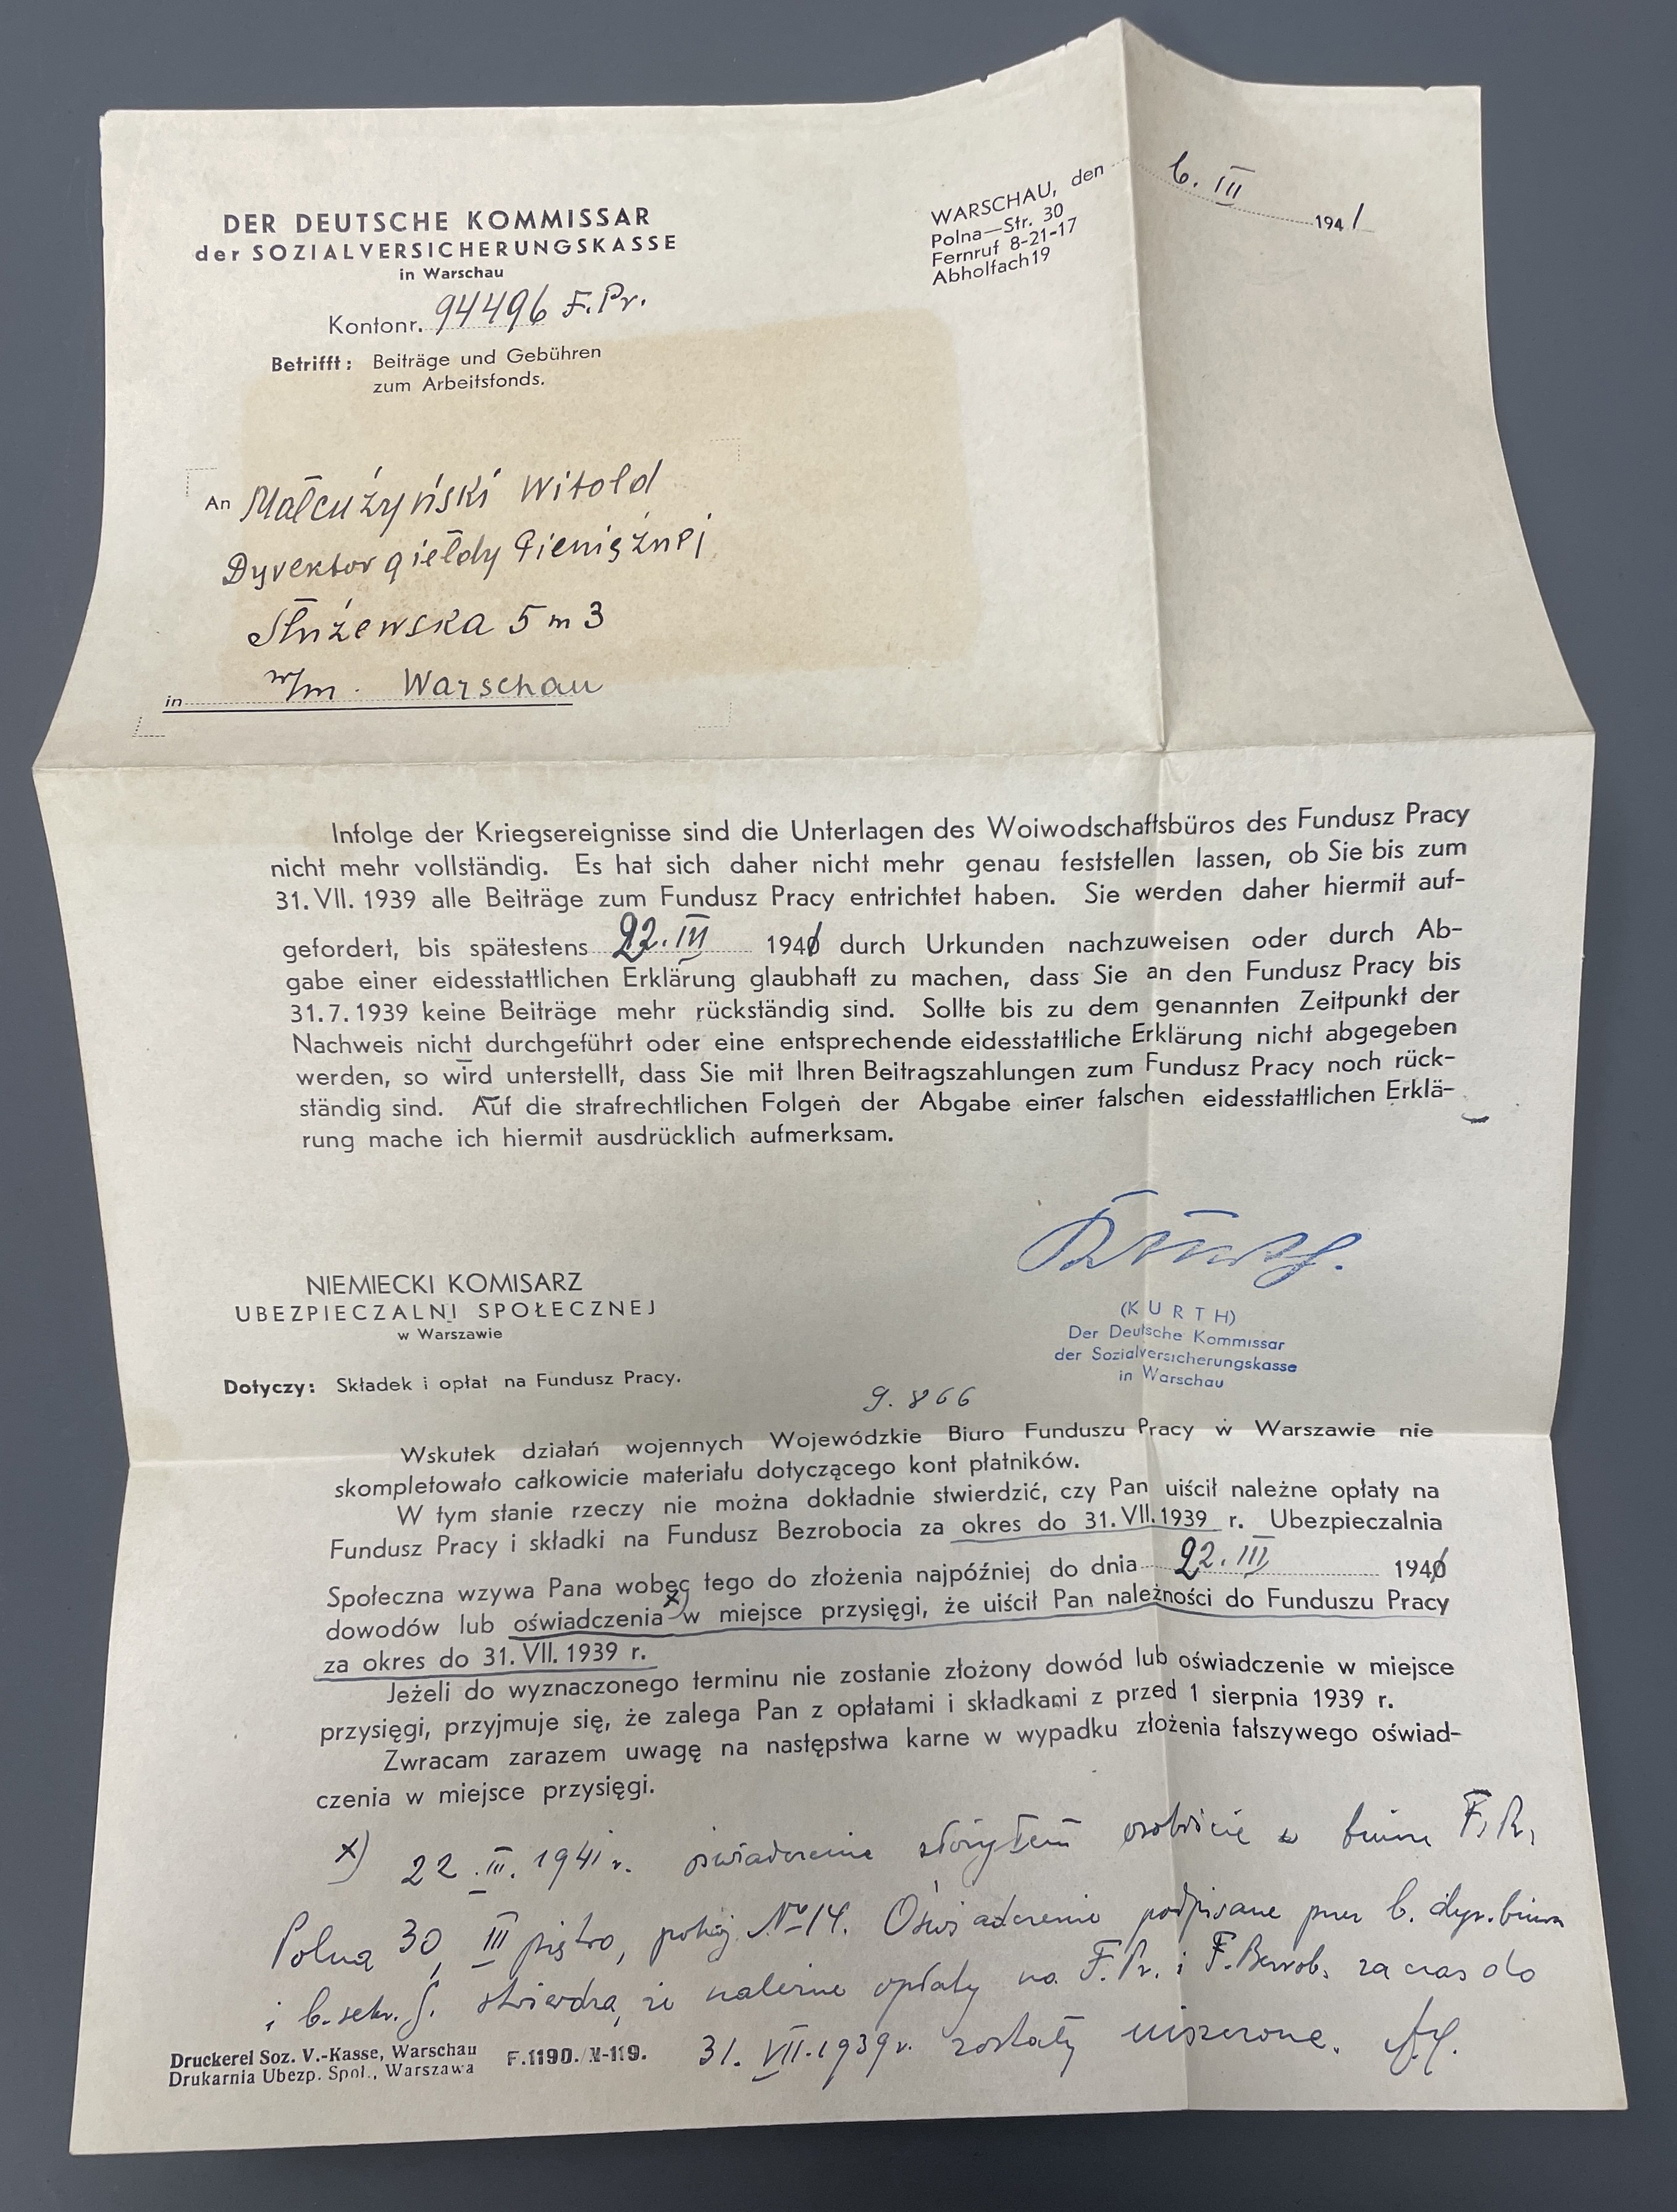 DER DEUTSCHE KOMMISSAR
der SOZIALVERSICHERUNGSKASSE
in Warschau
Kontonr. 94496 F.Pr.
Betrifft: Beiträge und Gebühren
zum Arbeitsfonds.
WARSCHAU, den 6. III 1941
Polna—Str. 30
Fernruf 8-21-17
Abholfach 19
An Małcużyński Witold
Dyrektor giełdy Pieniężnej
Służewska 5 m 3
in w/m. Warschau
Infolge der Kriegsereignisse sind die Unterlagen des Woiwodschaftsbüros des Fundusz Pracy
nicht mehr vollständig. Es hat sich daher nicht mehr genau feststellen lassen, ob Sie bis zum
31. VII. 1939 alle Beiträge zum Fundusz Pracy entrichtet haben. Sie werden daher hiermit auf-
gefordert, bis spätestens 22. III 1941 durch Urkunden nachzuweisen oder durch Ab-
gabe einer eidesstattlichen Erklärung glaubhaft zu machen, dass Sie an den Fundusz Pracy bis
31. 7. 1939 keine Beiträge mehr rückständig sind. Sollte bis zu dem genannten Zeitpunkt der
Nachweis nicht durchgeführt oder eine entsprechende eidesstattliche Erklärung nicht abgegeben
werden, so wird unterstellt, dass Sie mit Ihren Beitragszahlungen zum Fundusz Pracy noch rück-
ständig sind. Auf die strafrechtlichen Folgen der Abgabe einer falschen eidesstattlichen Erklä-
rung mache ich hiermit ausdrücklich aufmerksam.
Kurth.
(KURTH)
Der Deutsche Kommissar
der Sozialversicherungskasse
in Warschau
NIEMIECKI KOMISARZ
UBEZPIECZALNI SPOŁECZNEJ
w Warszawie
Dotyczy: Składek i opłat na Fundusz Pracy.
9. 866
Wskutek działań wojennych Wojewódzkie Biuro Funduszu Pracy w Warszawie nie
skompletowało całkowicie materiału dotyczącego kont płatników.
W tym stanie rzeczy nie można dokładnie stwierdzić, czy Pan uiścił należne opłaty na
Fundusz Pracy i składki na Fundusz Bezrobocia za okres do 31. VII. 1939 r. Ubezpieczalnia
Społeczna wzywa Pana wobec tego do złożenia najpóźniej do dnia 22. III 1941
dowodów lub oświadczenia x) w miejsce przysięgi, że uiścił Pan należności do Funduszu Pracy
za okres do 31. VII. 1939 r.
Jeżeli do wyznaczonego terminu nie zostanie złożony dowód lub oświadczenie w miejsce
przysięgi, przyjmuje się, że zalega Pan z opłatami i składkami z przed 1 sierpnia 1939 r.
Zwracam zarazem uwagę na następstwa karne w wypadku złożenia fałszywego oświad-
czenia w miejsce przysięgi.
x) 22. III. 1941 r. oświadczenie złożyłem osobiście w biurze F. Pr.
Polna 30, III piętro, pokój № 14. Oświadczenie podpisane przez b. dyr. biura
i b. sekr. stwierdza, że należne opłaty na F. Pr. i F. Bezrob. za czas do
31. VII. 1939 r. zostały uiszczone.
Druckerei Soz. V.-Kasse, Warschau
Drukarnia Ubezp. Społ., Warszawa
F.1190./N-119.